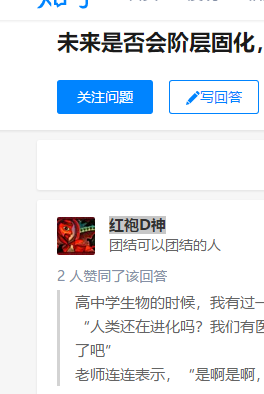 未来是否会阶层固化，
关注问题
写回答
红袍D神
团结可以团结的人
2 人赞同了该回答
高中学生物的时候，我有过一
“人类还在进化吗？我们有医
了吧”
老师连连表示，“是啊是啊，